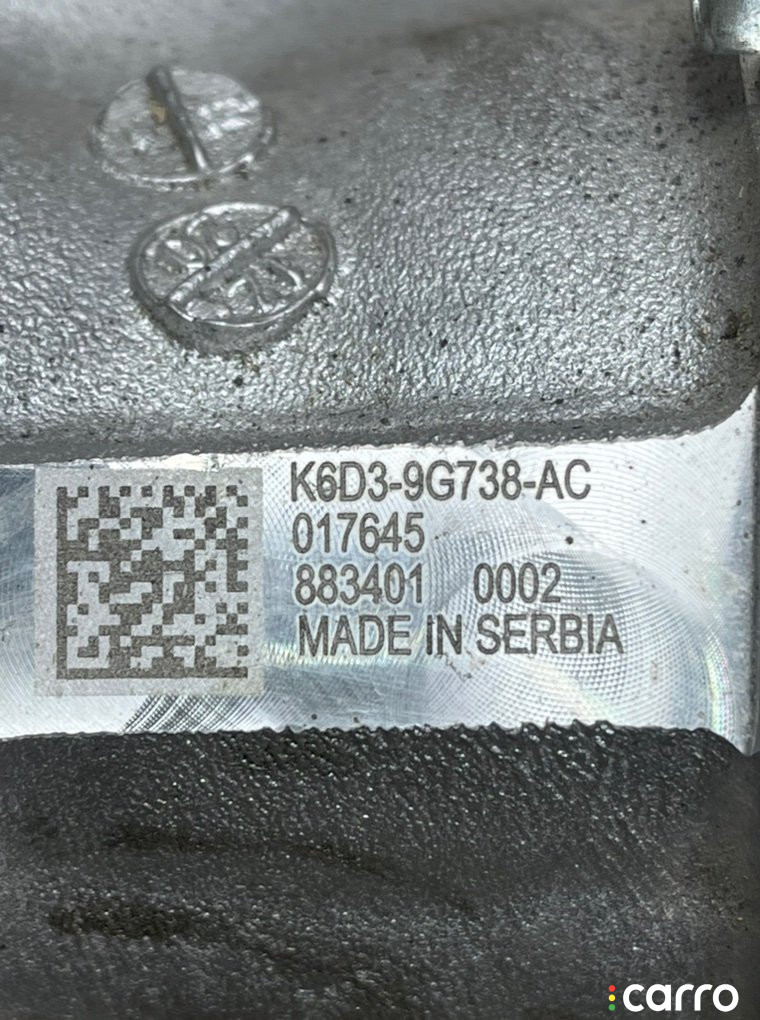 K6D3-9G738-AC
017645
883401 0002
MADE IN SERBIA
carro